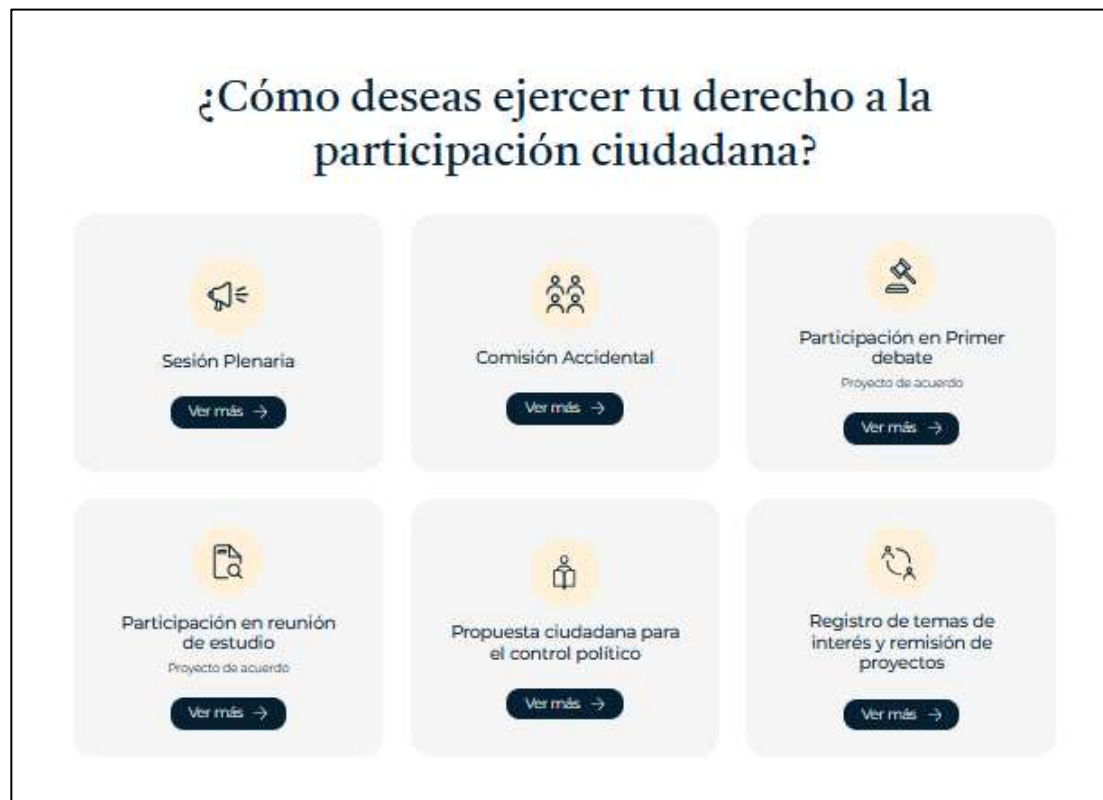 ¿Cómo deseas ejercer tu derecho a la
participación ciudadana?
Sesión Plenaria
Ver más →
Comisión Accidental
Ver más →
Participación en Primer
debate
Proyecto de acuerdo
Ver más →
Participación en reunión
de estudio
Proyecto de acuerdo
Ver más →
Propuesta ciudadana para
el control político
Ver más →
Registro de temas de
interés y remisión de
proyectos
Ver más →